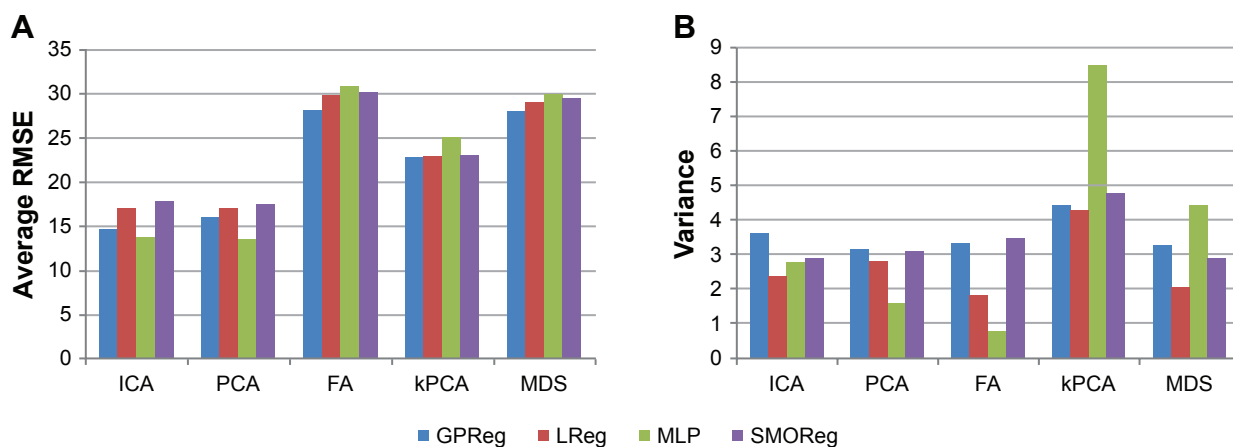 A
Average RMSE
35
30
25
20
15
10
5
0
ICA PCA FA kPCA MDS
B
Variance
9
8
7
6
5
4
3
2
1
0
ICA PCA FA kPCA MDS
GPReg LReg MLP SMOReg